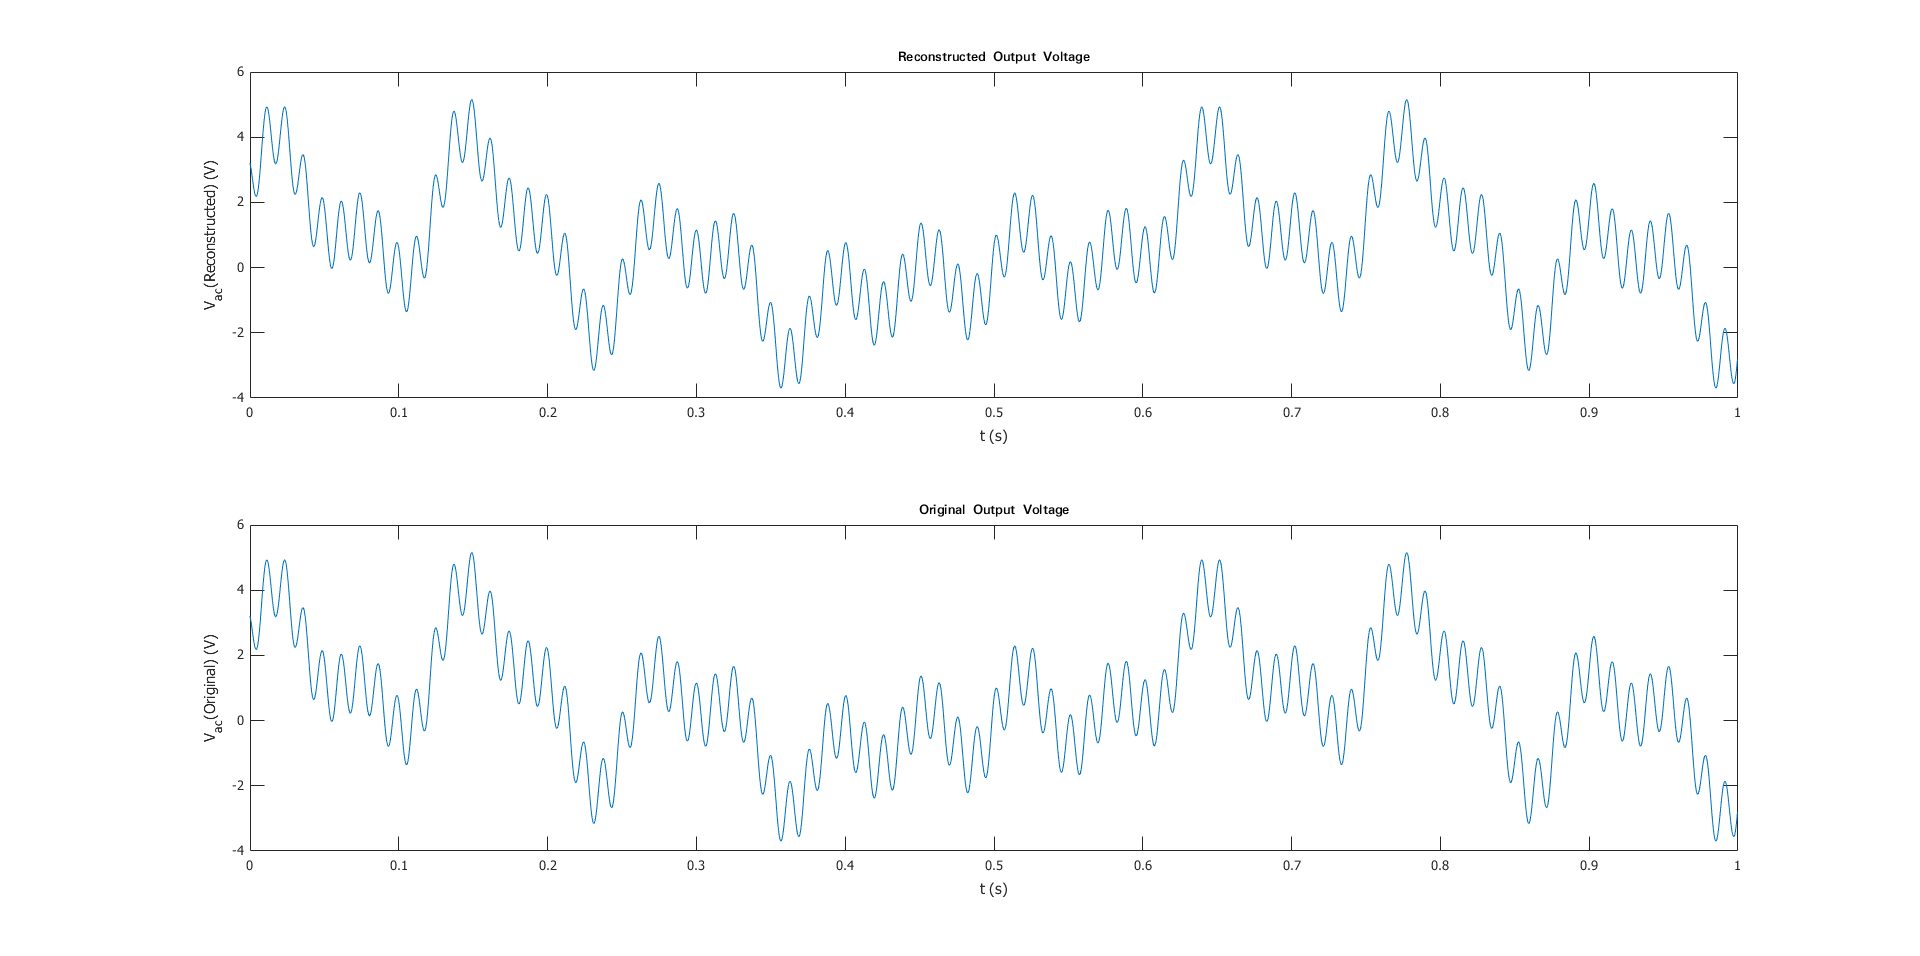 Reconstructed Output Voltage
6
4
2
0
-2
-4
V_ac(Reconstructed) (V)
0 0.1 0.2 0.3 0.4 0.5 0.6 0.7 0.8 0.9 1
t (s)
Original Output Voltage
6
4
2
0
-2
-4
V_ac(Original) (V)
0 0.1 0.2 0.3 0.4 0.5 0.6 0.7 0.8 0.9 1
t (s)